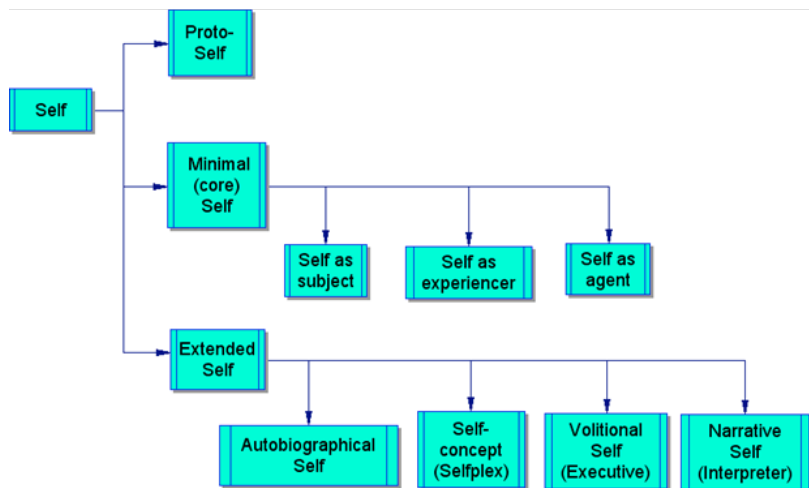 Proto-
Self
Self
Minimal
(core)
Self
Self as
subject
Self as
experiencer
Self as
agent
Extended
Self
Autobiographical
Self
Self-
concept
(Selfplex)
Volitional
Self
(Executive)
Narrative
Self
(Interpreter)